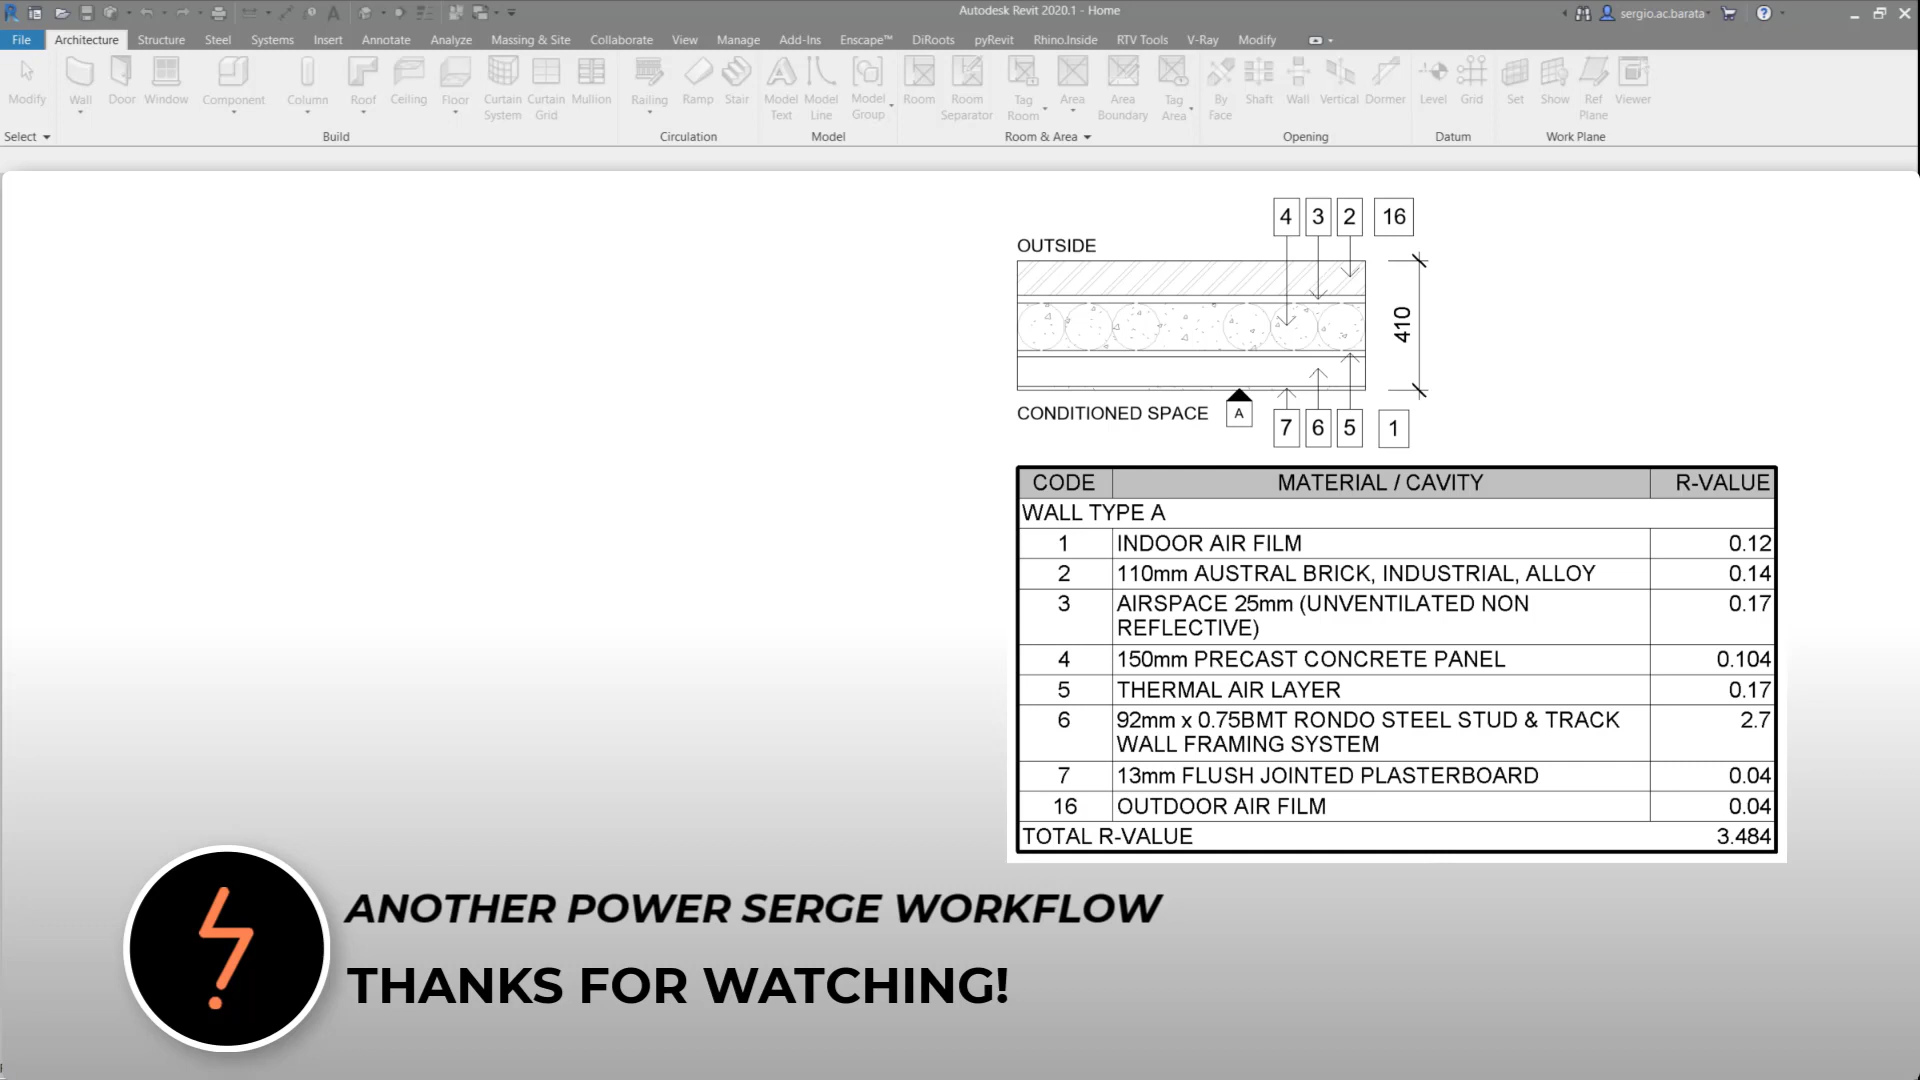 Autodesk Revit 2020.1 - Home
sergio.ac.barata
File Architecture Structure Steel Systems Insert Annotate Analyze Massing & Site Collaborate View Manage Add-Ins Enscape™ DiRoots pyRevit Rhino.Inside RTV Tools V-Ray Modify
Modify Wall Door Window Component Column Roof Ceiling Floor Curtain System Curtain Grid Mullion Railing Ramp Stair Model Text Model Line Model Group Room Room Separator Tag Room Area Area Boundary Tag Area By Face Shaft Wall Vertical Dormer Level Grid Set Show Ref Plane Viewer
Select Build Circulation Model Room & Area Opening Datum Work Plane
4 3 2 16
OUTSIDE
410
CONDITIONED SPACE A
7 6 5 1
CODE MATERIAL / CAVITY R-VALUE
WALL TYPE A
1 INDOOR AIR FILM 0.12
2 110mm AUSTRAL BRICK, INDUSTRIAL, ALLOY 0.14
3 AIRSPACE 25mm (UNVENTILATED NON 0.17
REFLECTIVE)
4 150mm PRECAST CONCRETE PANEL 0.104
5 THERMAL AIR LAYER 0.17
6 92mm x 0.75BMT RONDO STEEL STUD & TRACK 2.7
WALL FRAMING SYSTEM
7 13mm FLUSH JOINTED PLASTERBOARD 0.04
16 OUTDOOR AIR FILM 0.04
TOTAL R-VALUE 3.484
ANOTHER POWER SERGE WORKFLOW
THANKS FOR WATCHING!